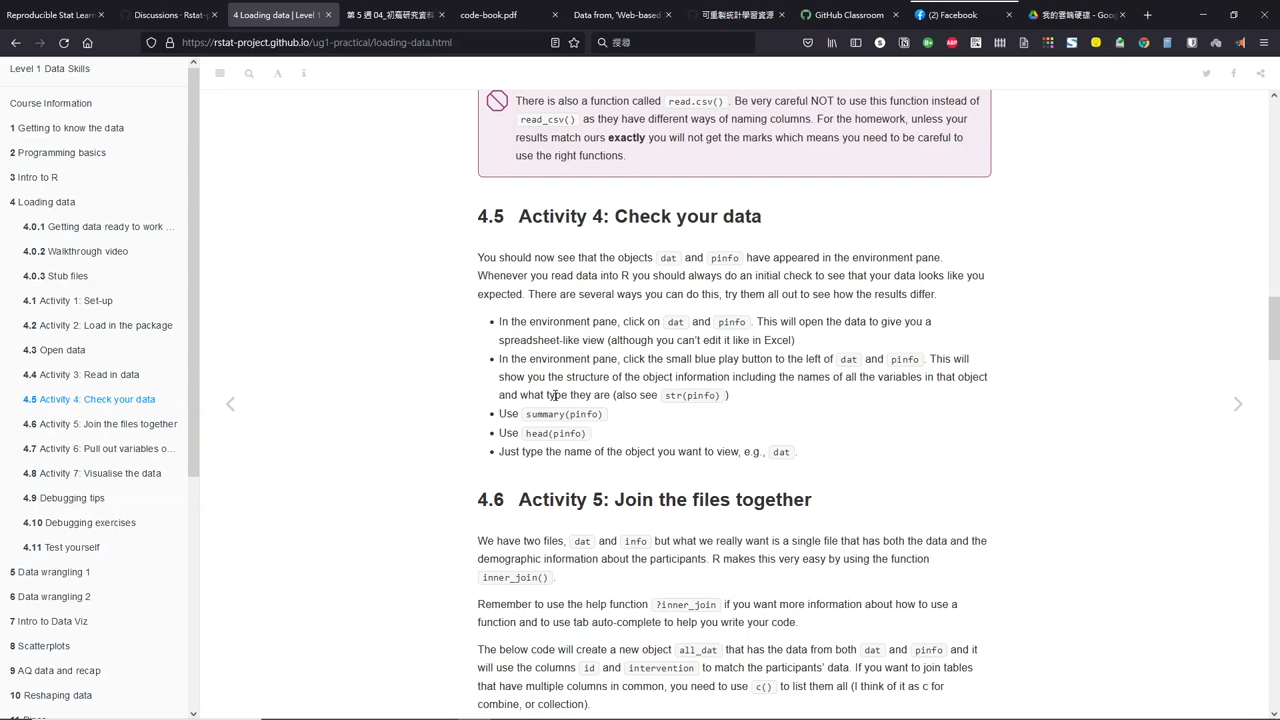 Reproducible Scient
Discussions · Rstat-p
4 Loading data | Level 1
第 5 週 04_初窺研究資料
code-book.pdf
Data from, 'Web-based
可重製統計學習資源
GitHub Classroom
(2) Facebook
我的雲端硬碟 - Goog
https://rstat-project.github.io/ug1-practical/loading-data.html
搜尋
Level 1 Data Skills
Course Information
1 Getting to know the data
2 Programming basics
3 Intro to R
4 Loading data
4.0.1 Getting data ready to work …
4.0.2 Walkthrough video
4.0.3 Stub files
4.1 Activity 1: Set-up
4.2 Activity 2: Load in the package
4.3 Open data
4.4 Activity 3: Read in data
4.5 Activity 4: Check your data
4.6 Activity 5: Join the files together
4.7 Activity 6: Pull out variables o…
4.8 Activity 7: Visualise the data
4.9 Debugging tips
4.10 Debugging exercises
4.11 Test yourself
5 Data wrangling 1
6 Data wrangling 2
7 Intro to Data Viz
8 Scatterplots
9 AQ data and recap
10 Reshaping data
There is also a function called read.csv() . Be very careful NOT to use this function instead of
read_csv() as they have different ways of naming columns. For the homework, unless your
results match ours exactly you will not get the marks which means you need to be careful to
use the right functions.
4.5 Activity 4: Check your data
You should now see that the objects dat and pinfo have appeared in the environment pane.
Whenever you read data into R you should always do an initial check to see that your data looks like you
expected. There are several ways you can do this, try them all out to see how the results differ.
• In the environment pane, click on dat and pinfo . This will open the data to give you a
spreadsheet-like view (although you can't edit it like in Excel)
• In the environment pane, click the small blue play button to the left of dat and pinfo . This will
show you the structure of the object information including the names of all the variables in that object
and what type they are (also see str(pinfo) )
• Use summary(pinfo)
• Use head(pinfo)
• Just type the name of the object you want to view, e.g., dat .
4.6 Activity 5: Join the files together
We have two files, dat and info but what we really want is a single file that has both the data and the
demographic information about the participants. R makes this very easy by using the function
inner_join() .
Remember to use the help function ?inner_join if you want more information about how to use a
function and to use tab auto-complete to help you write your code.
The below code will create a new object all_dat that has the data from both dat and pinfo and it
will use the columns id and intervention to match the participants' data. If you want to join tables
that have multiple columns in common, you need to use c() to list them all (I think of it as c for
combine, or collection).